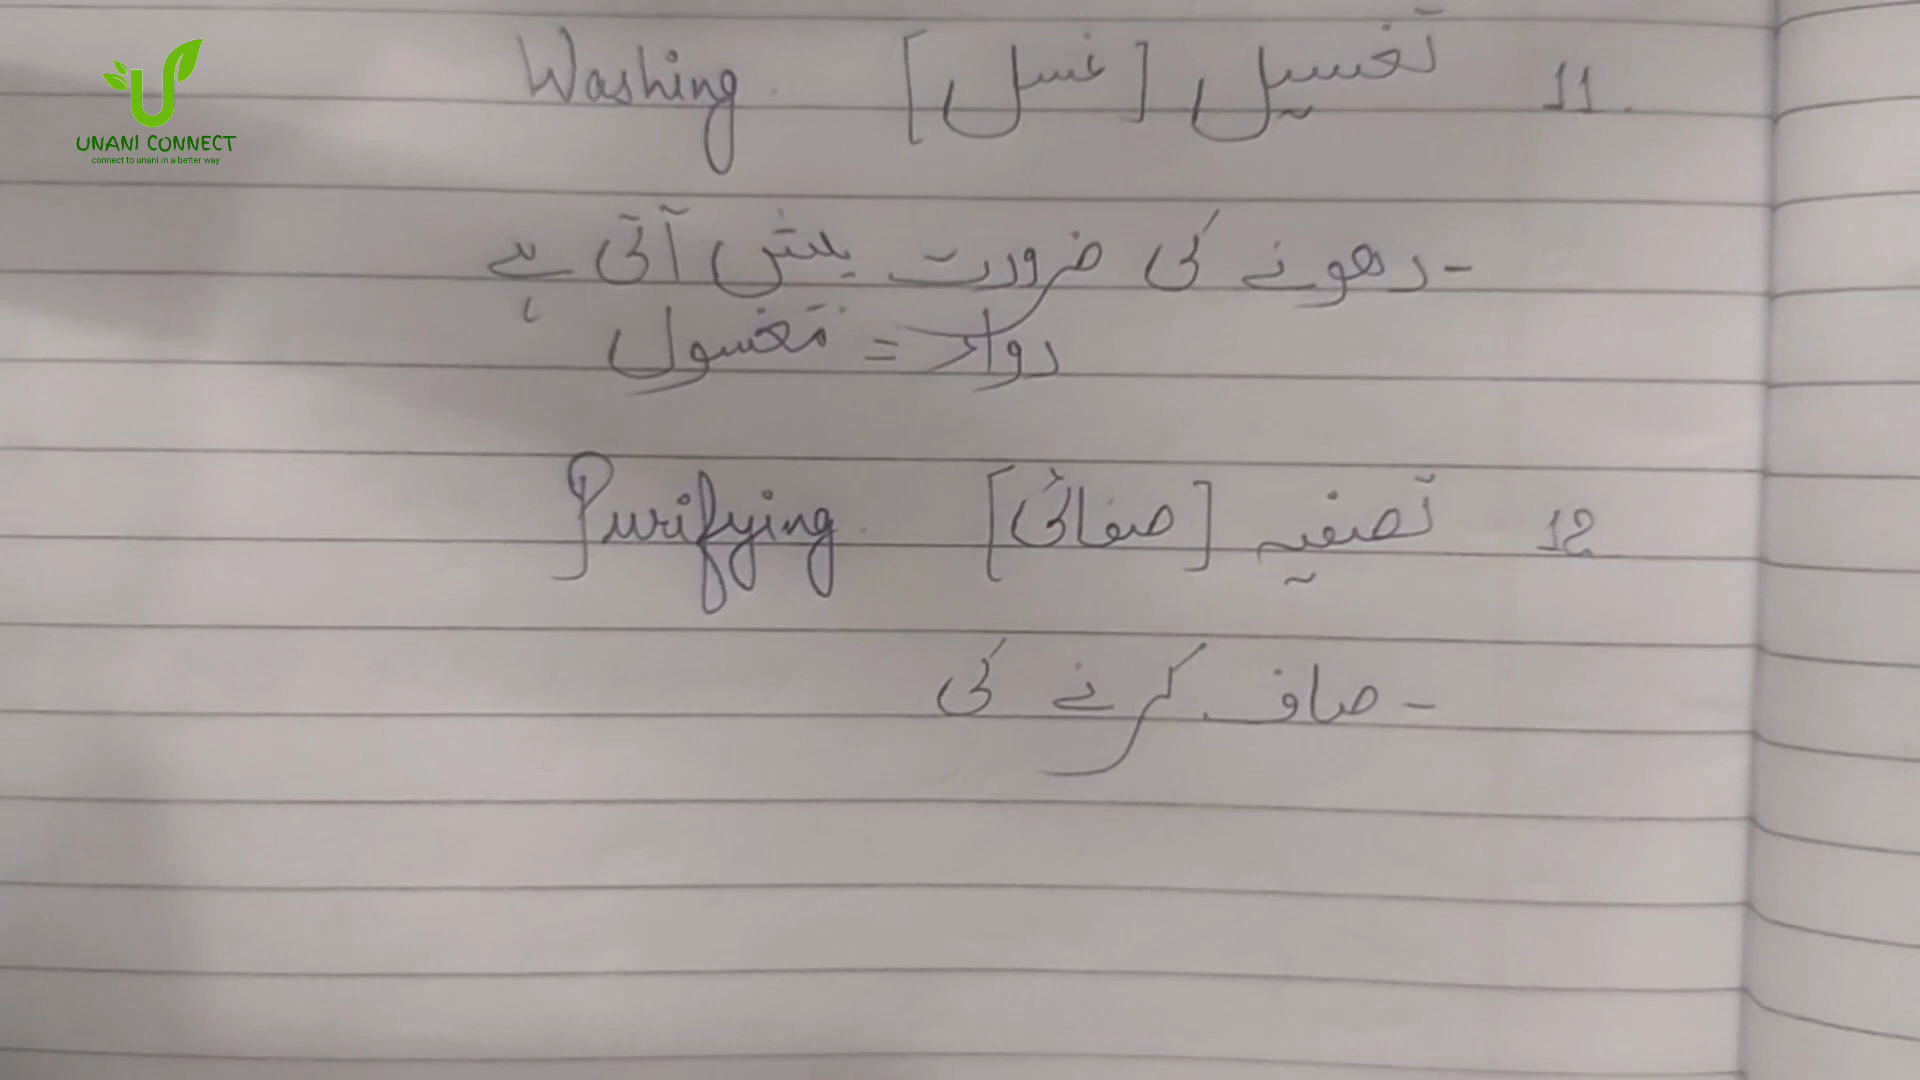 UNANI CONNECT
connect to unani in a better way
11. تغسیل [غسل] Washing
- دھونے کی ضرورت پیش آتی ہے
دواء = مغسول
12 تصفیہ [صفائی] Purifying
- صاف کرنے کی